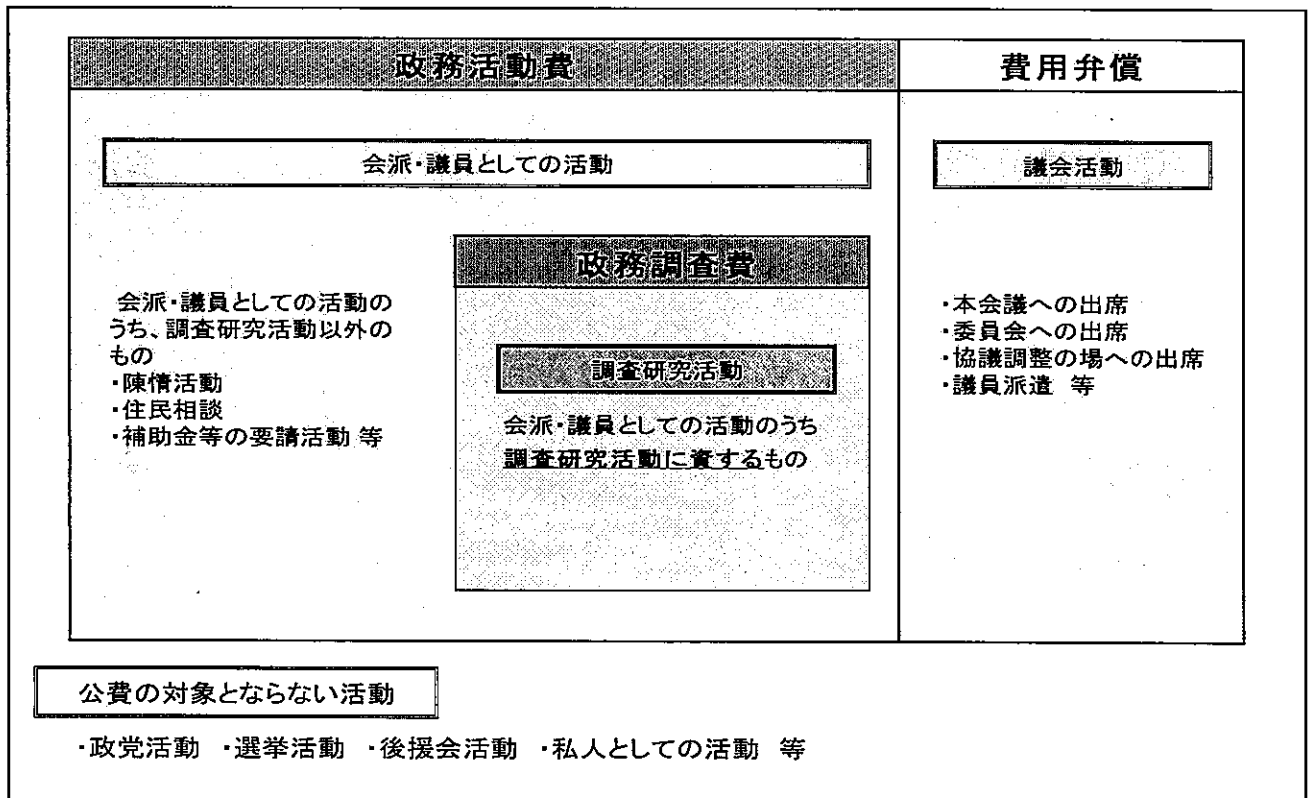 政務活動費
費用弁償
会派・議員としての活動
議会活動
会派・議員としての活動の
うち、調査研究活動以外の
もの
・陳情活動
・住民相談
・補助金等の要請活動 等
政務調査費
調査研究活動
会派・議員としての活動のうち
調査研究活動に資するもの
・本会議への出席
・委員会への出席
・協議調整の場への出席
・議員派遣 等
公費の対象とならない活動
・政党活動 ・選挙活動 ・後援会活動 ・私人としての活動 等